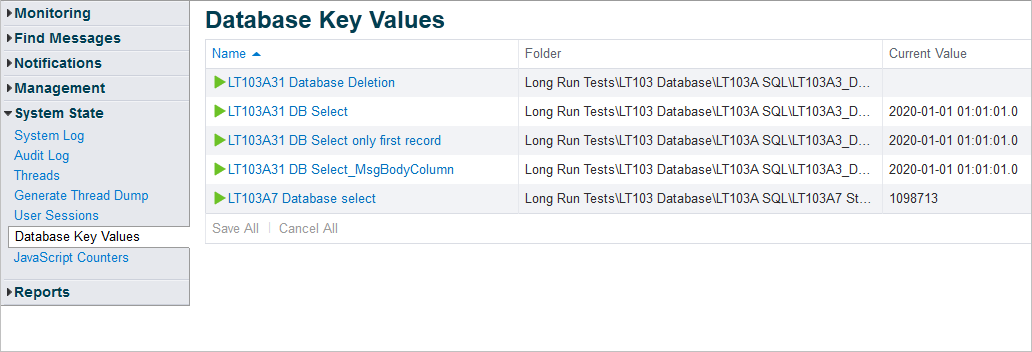 Monitoring
Find Messages
Notifications
Management
System State
System Log
Audit Log
Threads
Generate Thread Dump
User Sessions
Database Key Values
JavaScript Counters
Reports
Database Key Values
Name Folder Current Value
LT103A31 Database Deletion Long Run Tests\LT103 Database\LT103A SQL\LT103A3_D...
LT103A31 DB Select Long Run Tests\LT103 Database\LT103A SQL\LT103A3_D... 2020-01-01 01:01:01.0
LT103A31 DB Select only first record Long Run Tests\LT103 Database\LT103A SQL\LT103A3_D... 2020-01-01 01:01:01.0
LT103A31 DB Select_MsgBodyColumn Long Run Tests\LT103 Database\LT103A SQL\LT103A3_D... 2020-01-01 01:01:01.0
LT103A7 Database select Long Run Tests\LT103 Database\LT103A SQL\LT103A7 St... 1098713
Save All | Cancel All